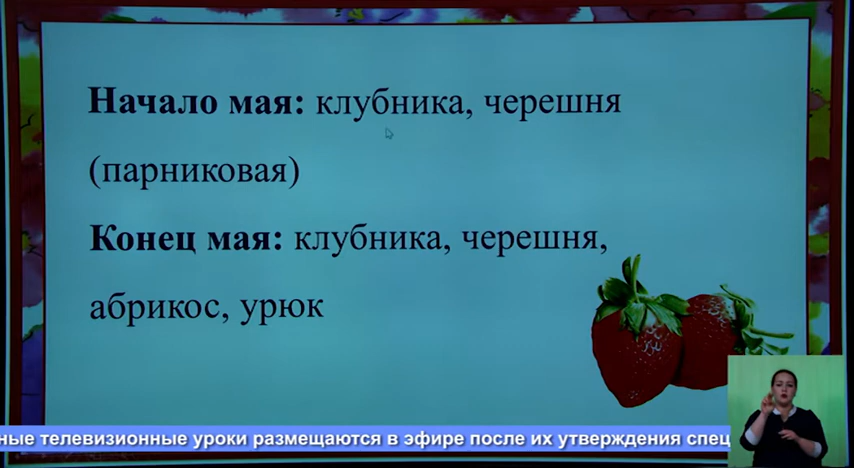 Начало мая: клубника, черешня
(парниковая)
Конец мая: клубника, черешня,
абрикос, урюк
ные телевизионные уроки размещаются в эфире после их утверждения спец